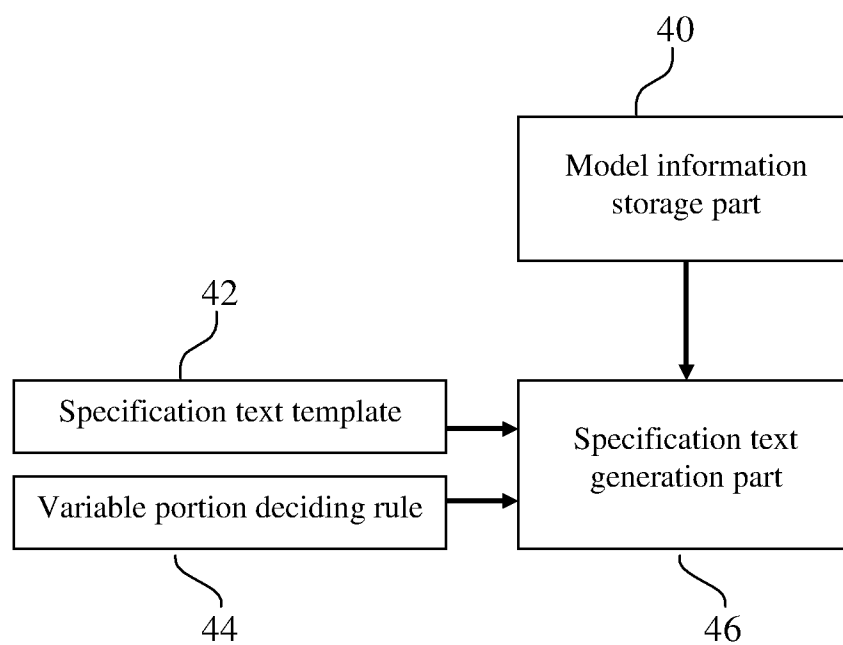 40
Model information
storage part
42
Specification text template
Specification text
generation part
Variable portion deciding rule
44
46